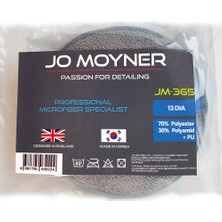 JO MOYNER
PASSION FOR DETAILING
JM-365
13 DIA
PROFESSIONAL
MICROFIBER SPECIALIST
70% Polyester
30% Polyamid
+ PU
DESIGNED IN ENGLAND
MADE IN KOREA